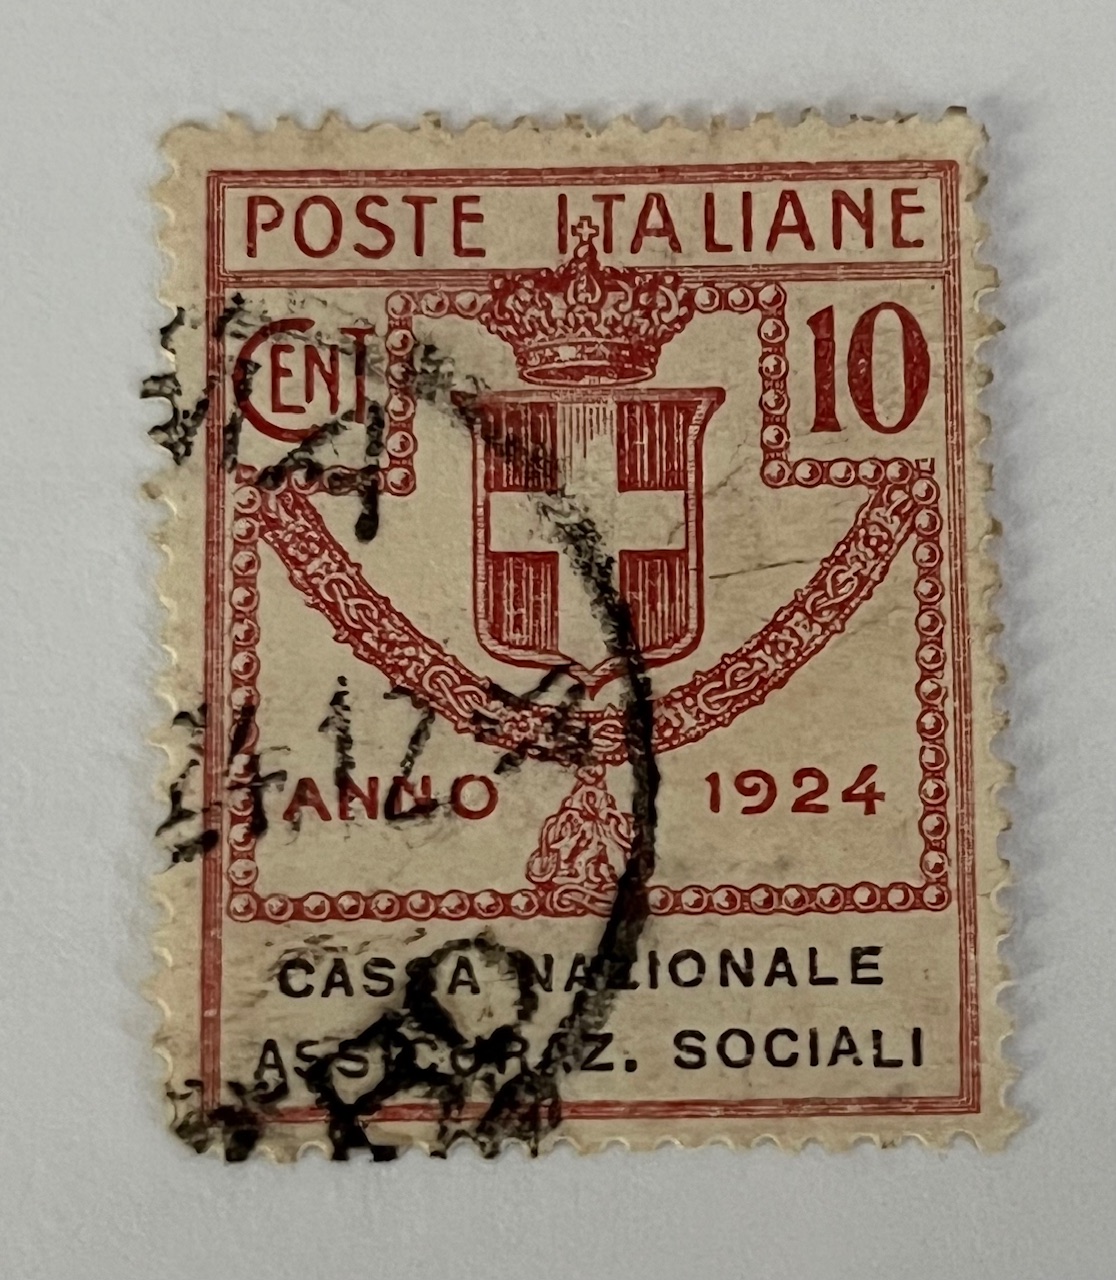 POSTE ITALIANE
CENT 10
ANNO 1924
CASSA NAZIONALE
ASSICURAZ. SOCIALI